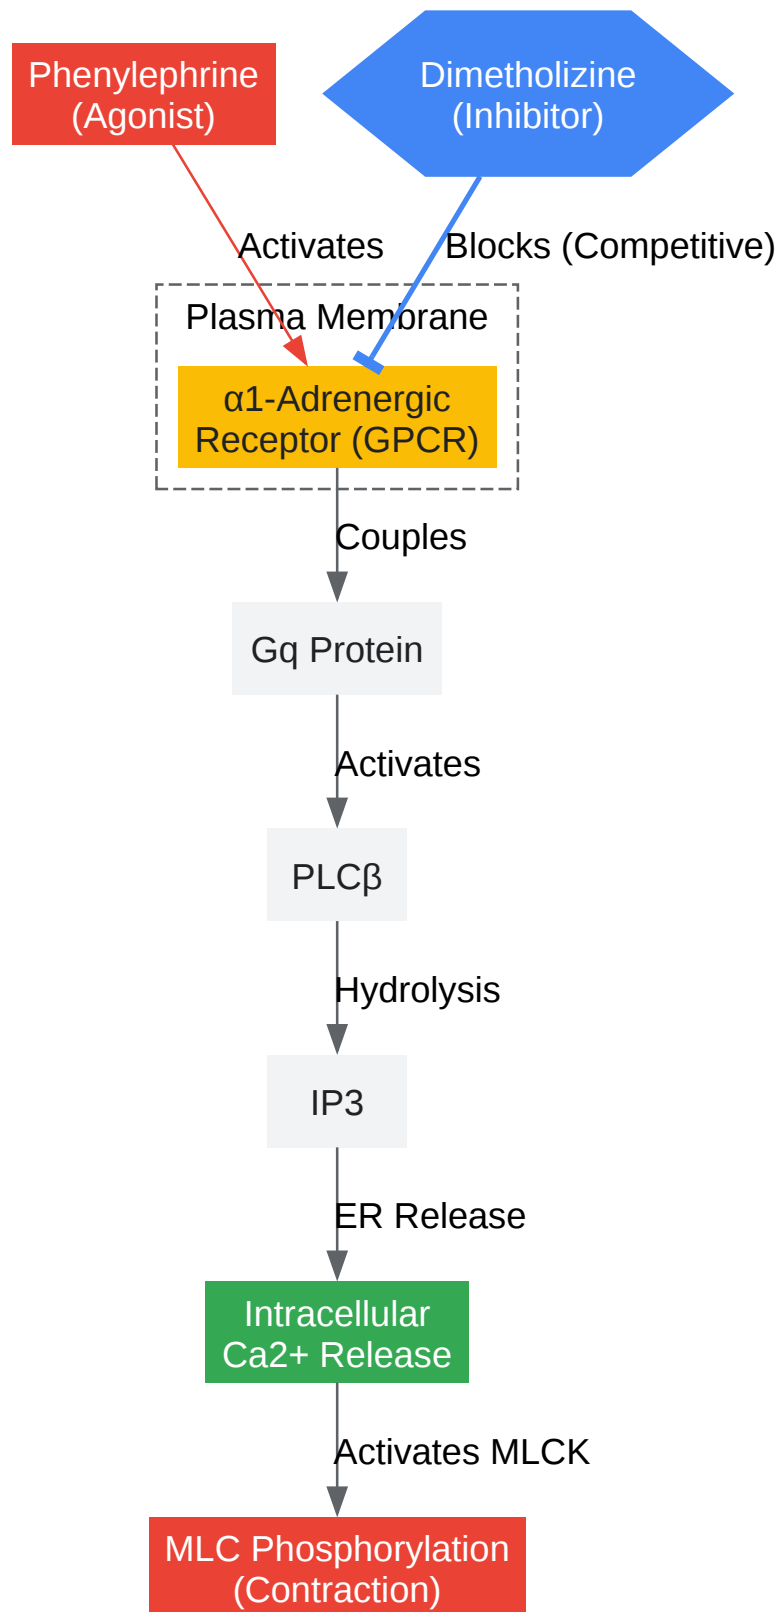 Phenylephrine
(Agonist)
Dimetholizine
(Inhibitor)
Activates
Blocks (Competitive)
Plasma Membrane
α1-Adrenergic
Receptor (GPCR)
Couples
Gq Protein
Activates
PLCβ
Hydrolysis
IP3
ER Release
Intracellular
Ca2+ Release
Activates MLCK
MLC Phosphorylation
(Contraction)